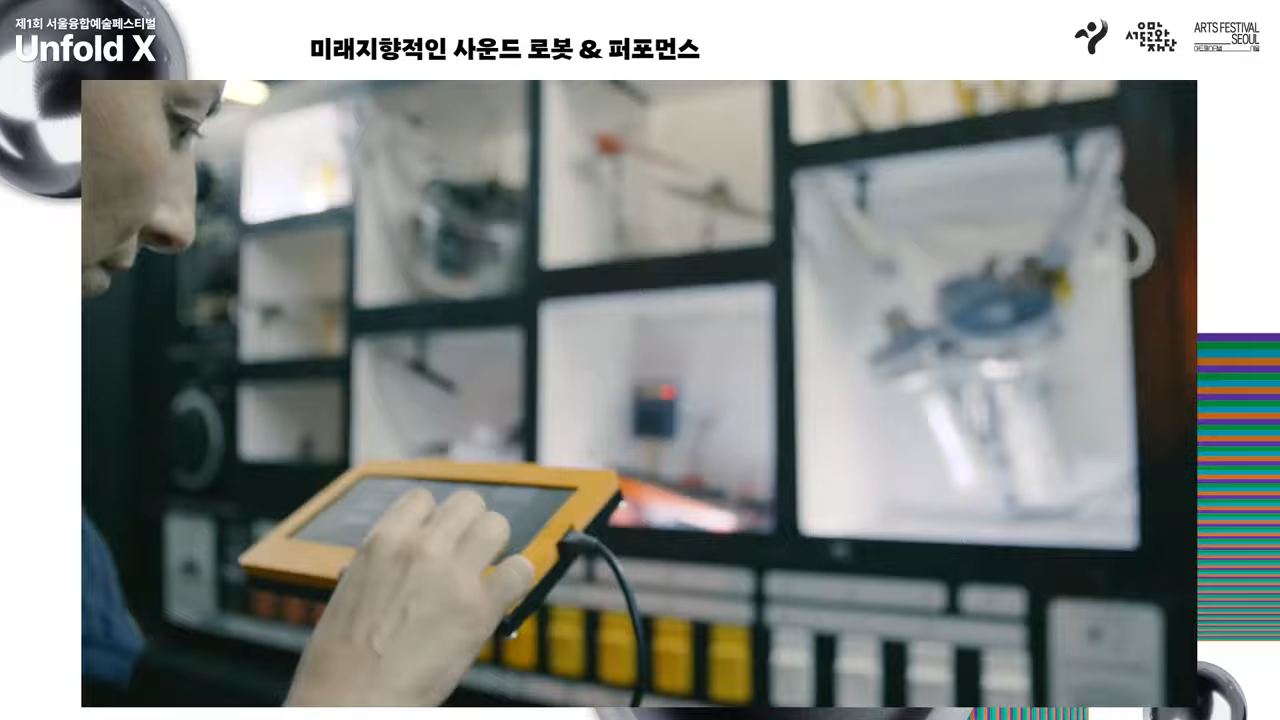 제1회 서울융합예술페스티벌
Unfold X
미래지향적인 사운드 로봇 & 퍼포먼스
서울문화재단
ARTS FESTIVAL
SEOUL